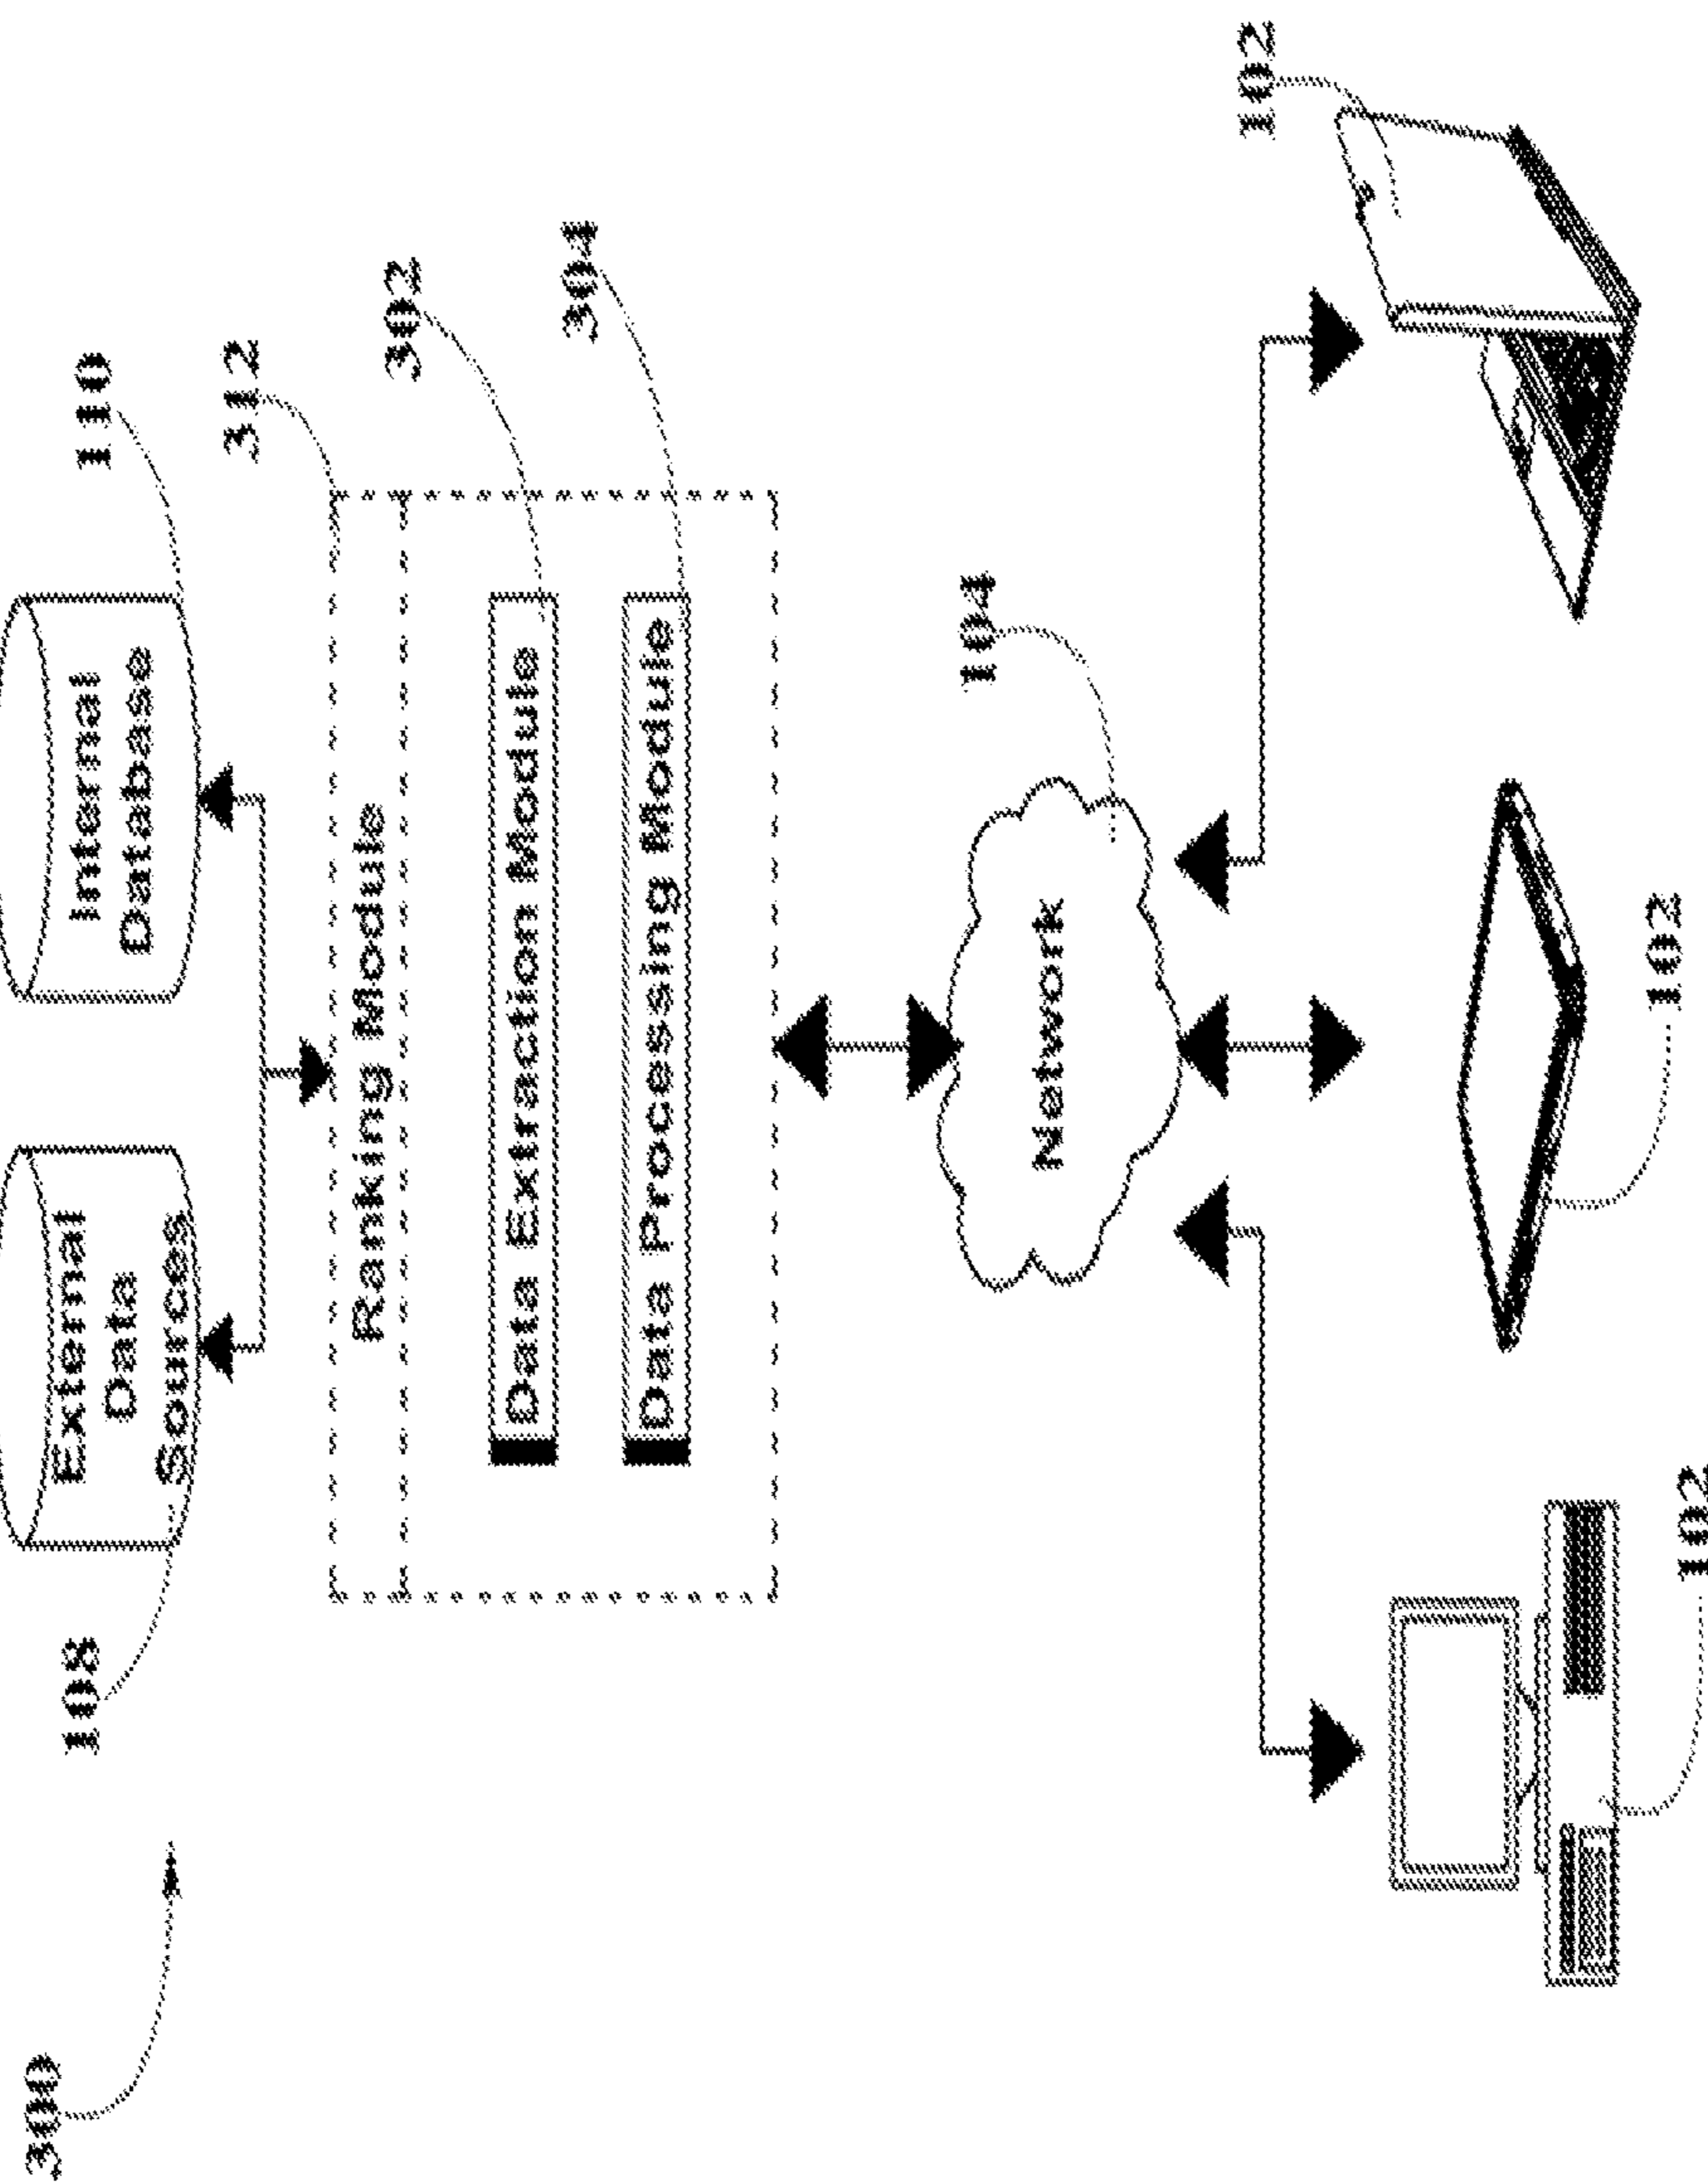 300
108
External
Data
Sources
Internal
Database
110
312
Ranking Module
302
Data Extraction Module
304
Data Processing Module
104
Network
102
102
102